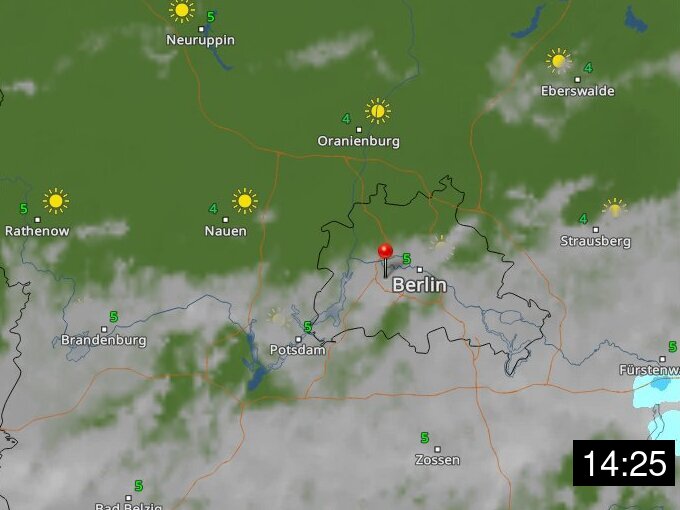 5
Neuruppin
4
Eberswalde
4
Oranienburg
5
Rathenow
4
Nauen
4
Strausberg
5
Berlin
5
Brandenburg
5
Potsdam
5
Fürstenw
5
Zossen
14:25
5
Bad Belzig